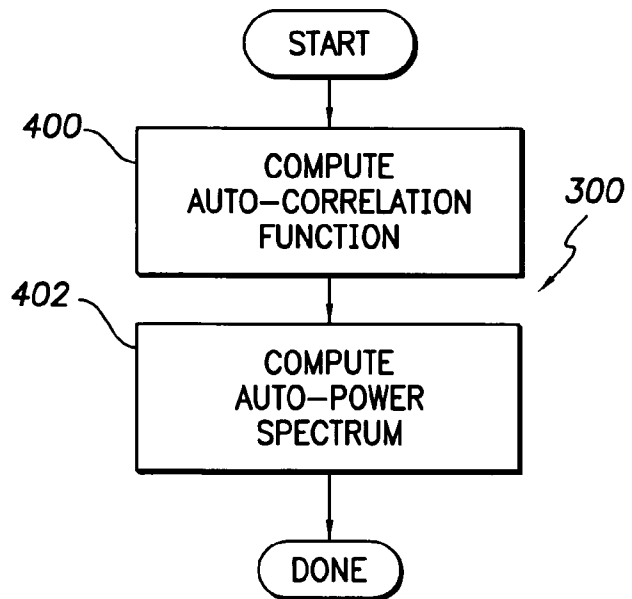 START
400
COMPUTE
AUTO-CORRELATION
FUNCTION
300
402
COMPUTE
AUTO-POWER
SPECTRUM
DONE